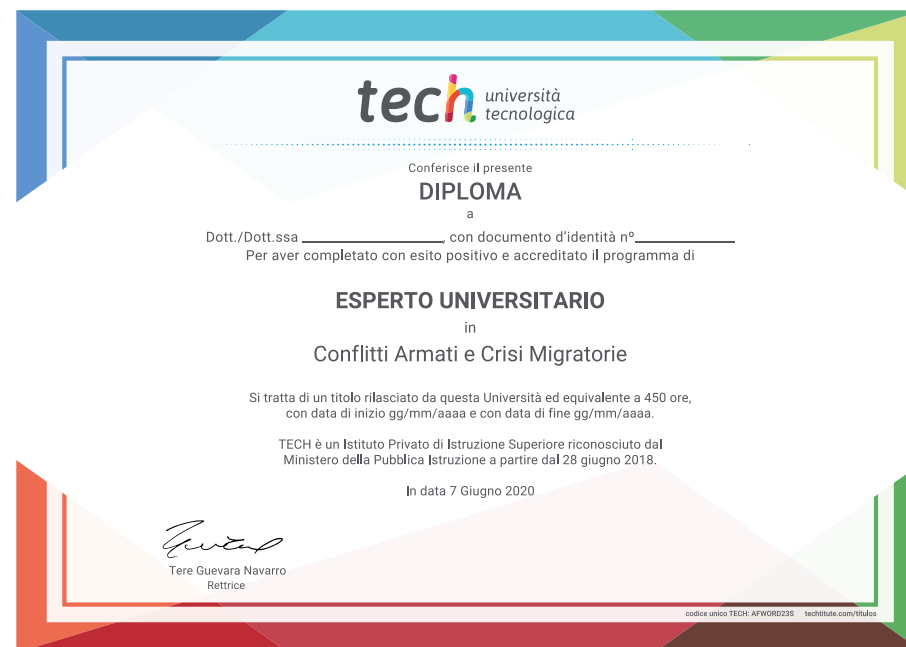 tech università
tecnologica
Conferisce il presente
DIPLOMA
a
Dott./Dott.ssa ____________________, con documento d'identità nº______________
Per aver completato con esito positivo e accreditato il programma di
ESPERTO UNIVERSITARIO
in
Conflitti Armati e Crisi Migratorie
Si tratta di un titolo rilasciato da questa Università ed equivalente a 450 ore,
con data di inizio gg/mm/aaaa e con data di fine gg/mm/aaaa.
TECH è un Istituto Privato di Istruzione Superiore riconosciuto dal
Ministero della Pubblica Istruzione a partire dal 28 giugno 2018.
In data 7 Giugno 2020
Tere Guevara Navarro
Rettrice
codice unico TECH: AFWORD23S techtitute.com/titulos